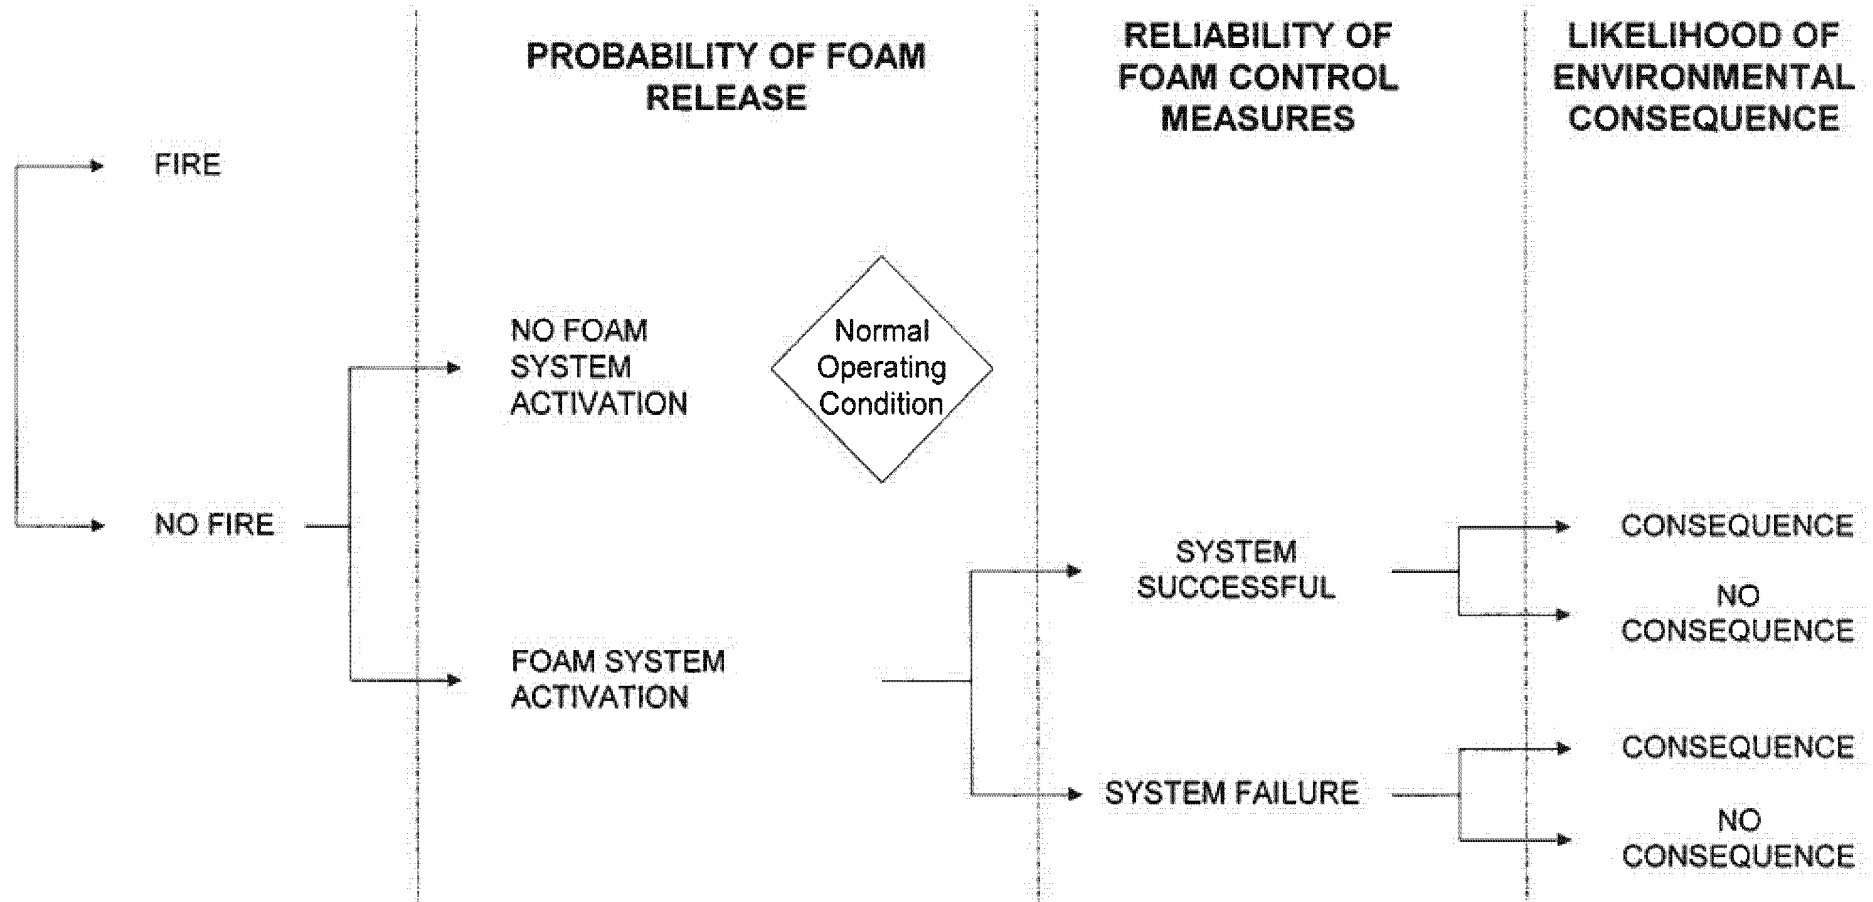 PROBABILITY OF FOAM
RELEASE
RELIABILITY OF
FOAM CONTROL
MEASURES
LIKELIHOOD OF
ENVIRONMENTAL
CONSEQUENCE
FIRE
NO FOAM
SYSTEM
ACTIVATION
Normal
Operating
Condition
NO FIRE
FOAM SYSTEM
ACTIVATION
SYSTEM
SUCCESSFUL
CONSEQUENCE
NO
CONSEQUENCE
SYSTEM FAILURE
CONSEQUENCE
NO
CONSEQUENCE